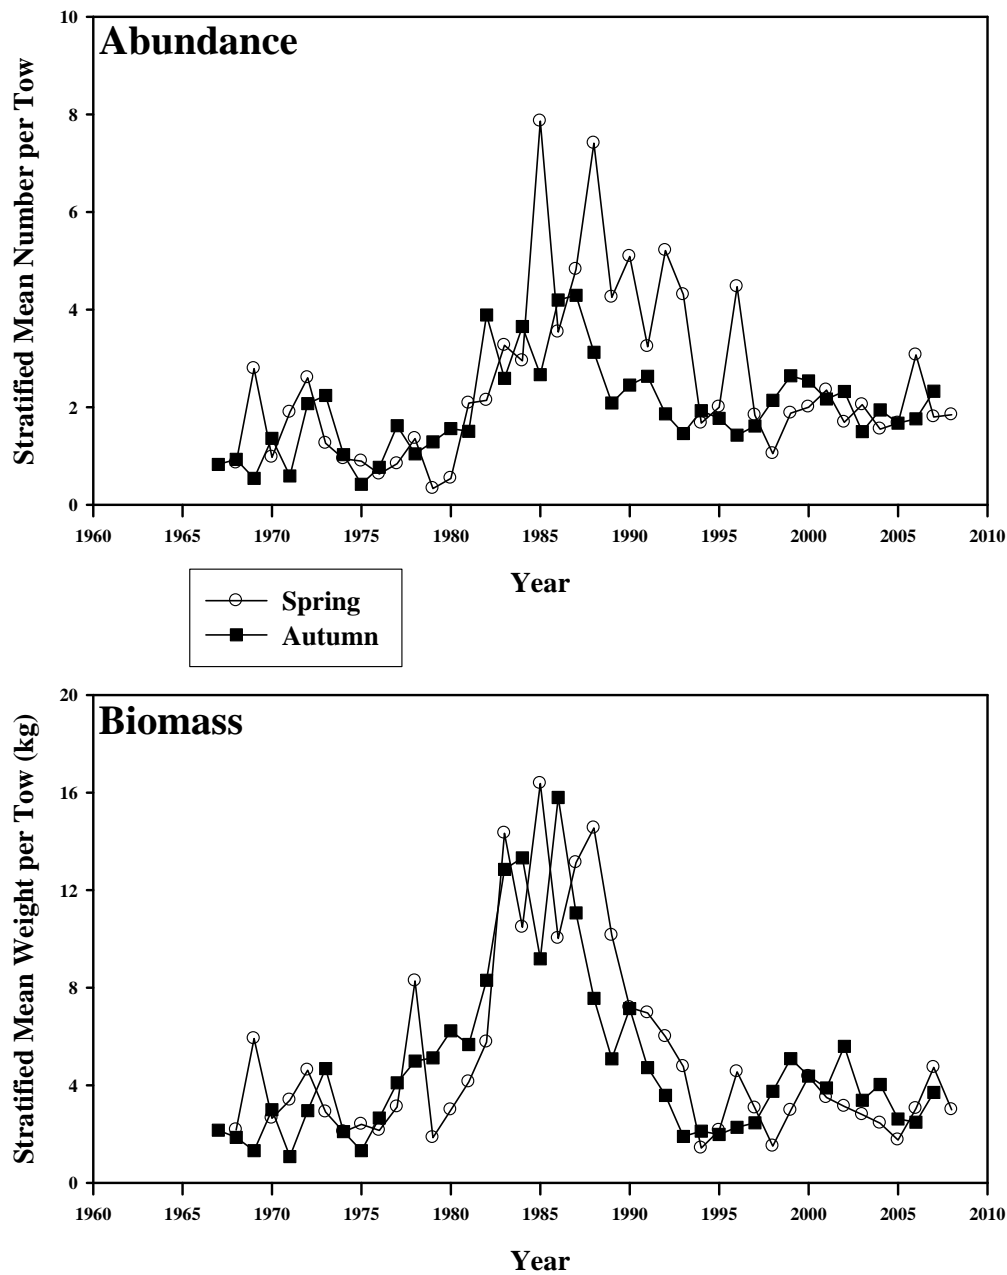 Abundance
Stratified Mean Number per Tow
10
8
6
4
2
0
1960 1965 1970 1975 1980 1985 1990 1995 2000 2005 2010
Year
Spring
Autumn
Biomass
Stratified Mean Weight per Tow (kg)
20
16
12
8
4
0
1960 1965 1970 1975 1980 1985 1990 1995 2000 2005 2010
Year